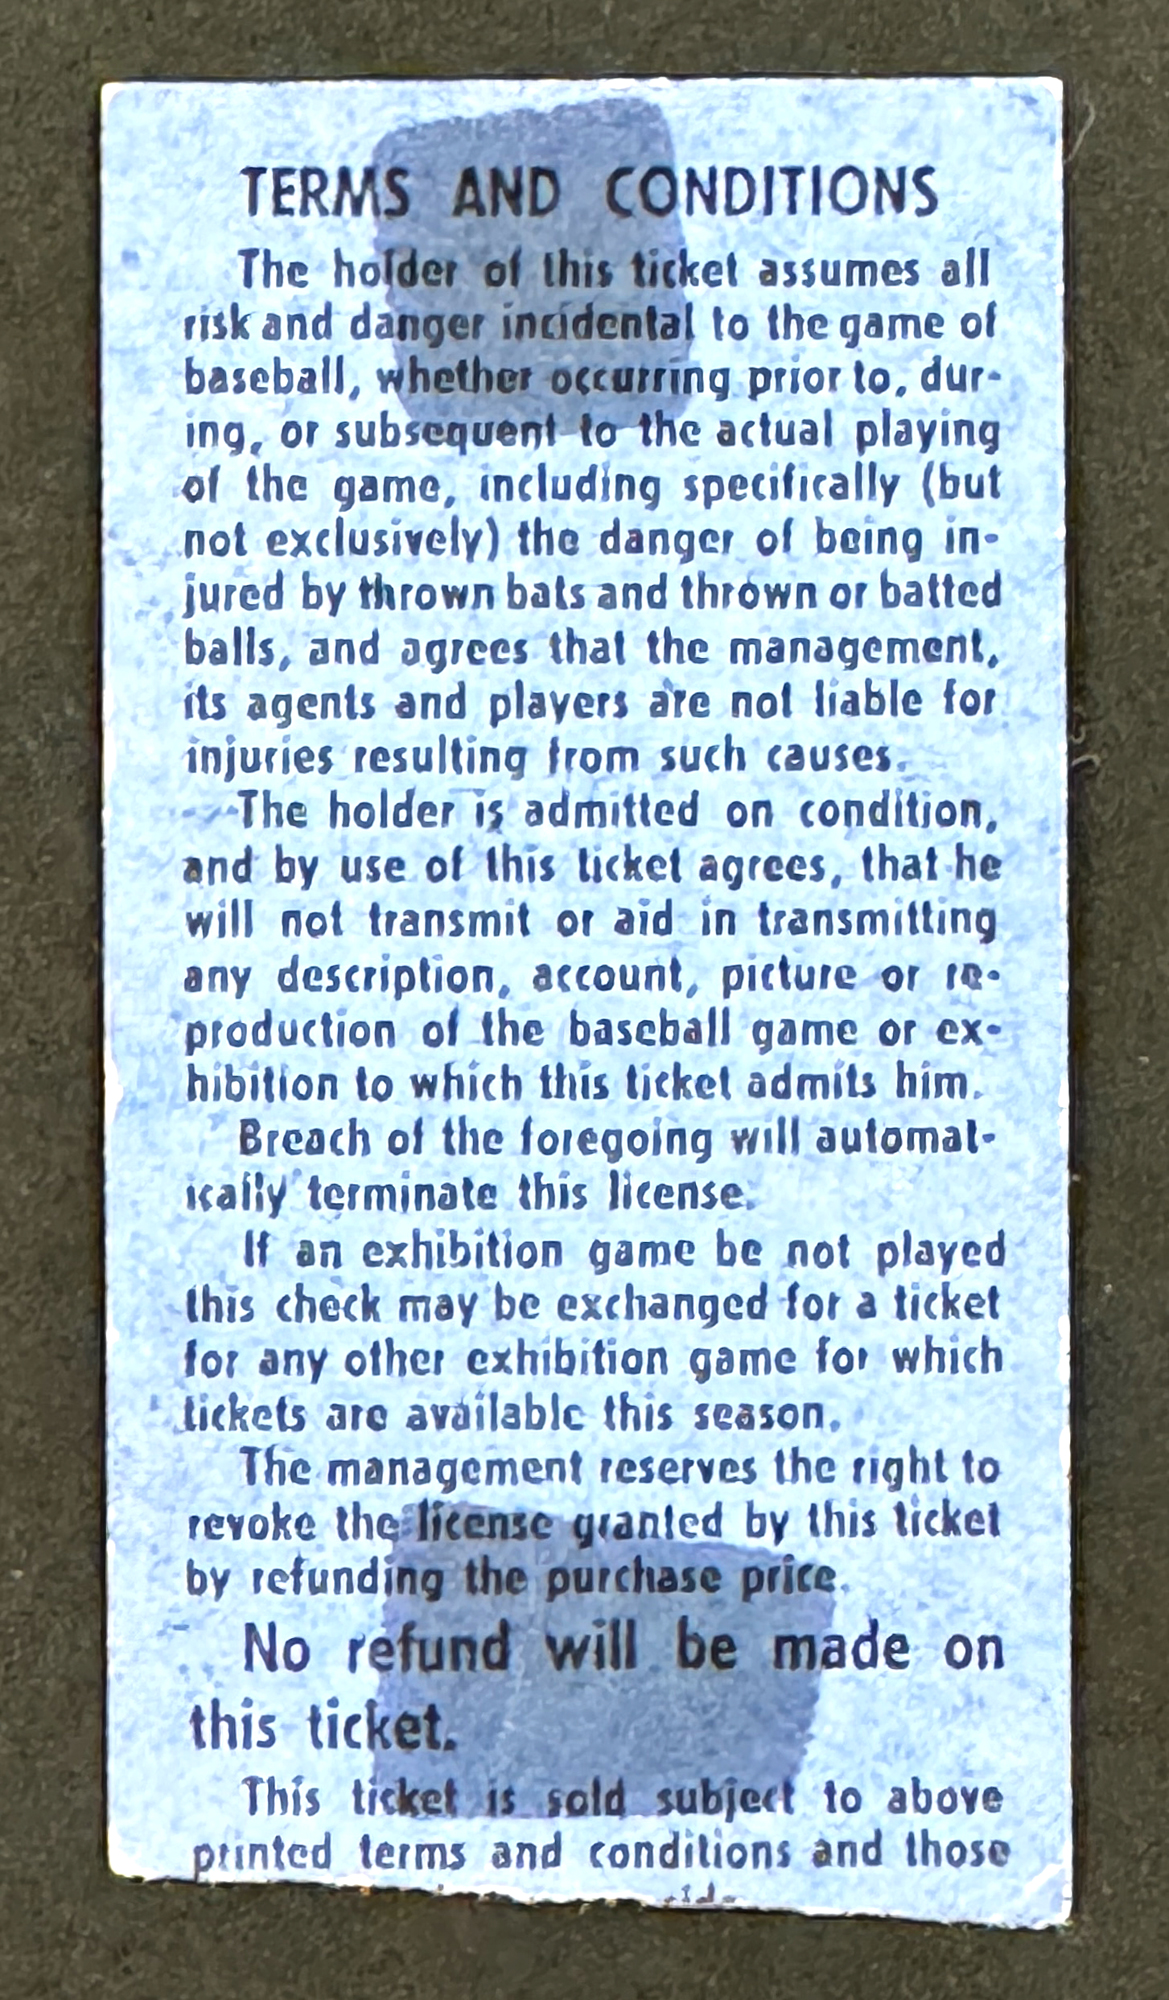 TERMS AND CONDITIONS
The holder of this ticket assumes all
risk and danger incidental to the game of
baseball, whether occurring prior to, dur-
ing, or subsequent to the actual playing
of the game, including specifically (but
not exclusively) the danger of being in-
jured by thrown bats and thrown or batted
balls, and agrees that the management,
its agents and players are not liable for
injuries resulting from such causes.
The holder is admitted on condition,
and by use of this ticket agrees, that he
will not transmit or aid in transmitting
any description, account, picture or re-
production of the baseball game or ex-
hibition to which this ticket admits him.
Breach of the foregoing will automat-
ically terminate this license.
If an exhibition game be not played
this check may be exchanged for a ticket
for any other exhibition game for which
tickets are available this season.
The management reserves the right to
revoke the license granted by this ticket
by refunding the purchase price.
No refund will be made on
this ticket.
This ticket is sold subject to above
printed terms and conditions and those